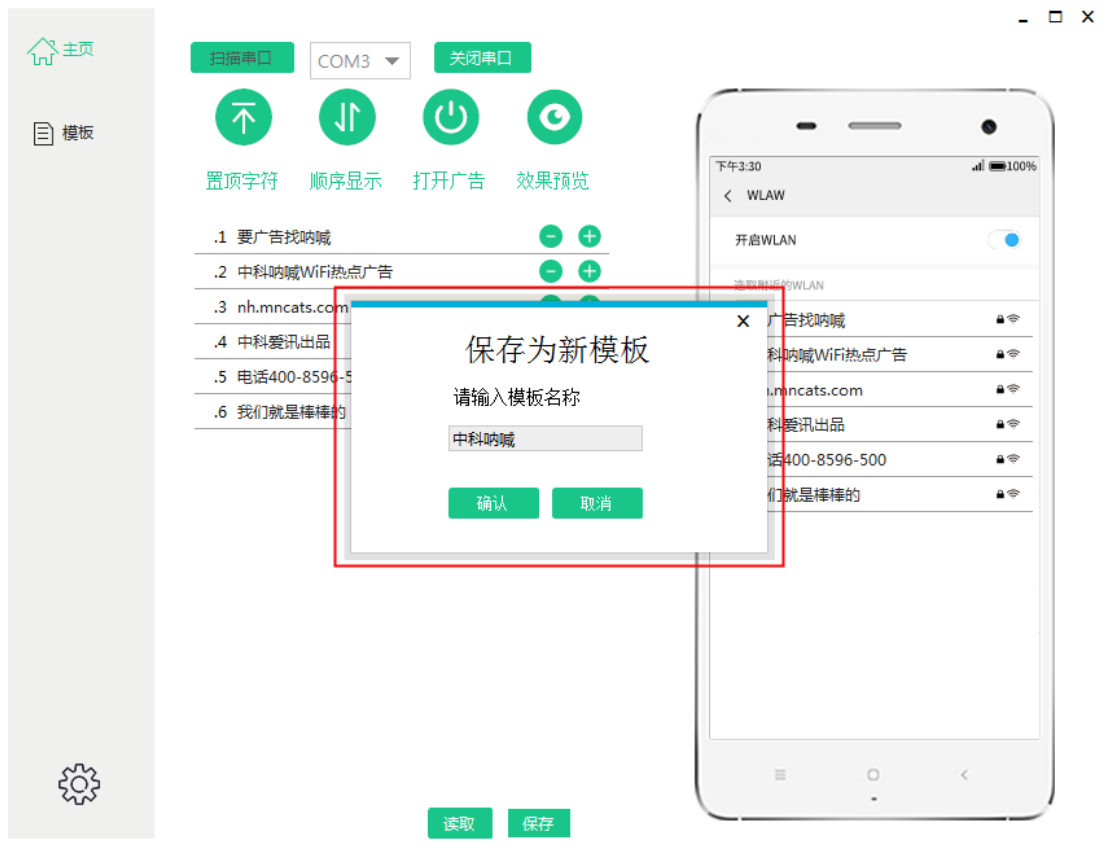 主页
模板
扫描串口 COM3 关闭串口
置顶字符 顺序显示 打开广告 效果预览
.1 要广告找呐喊
.2 中科呐喊WiFi热点广告
.3 nh.mncats.com
.4 中科爱讯出品
.5 电话400-8596-5
.6 我们就是棒棒的
保存为新模板
请输入模板名称
中科呐喊
确认 取消
读取 保存
下午3:30 100%
WLAW
开启WLAN
选取附近的WLAN
广告找呐喊
科呐喊WiFi热点广告
.mncats.com
科爱讯出品
话400-8596-500
们就是棒棒的